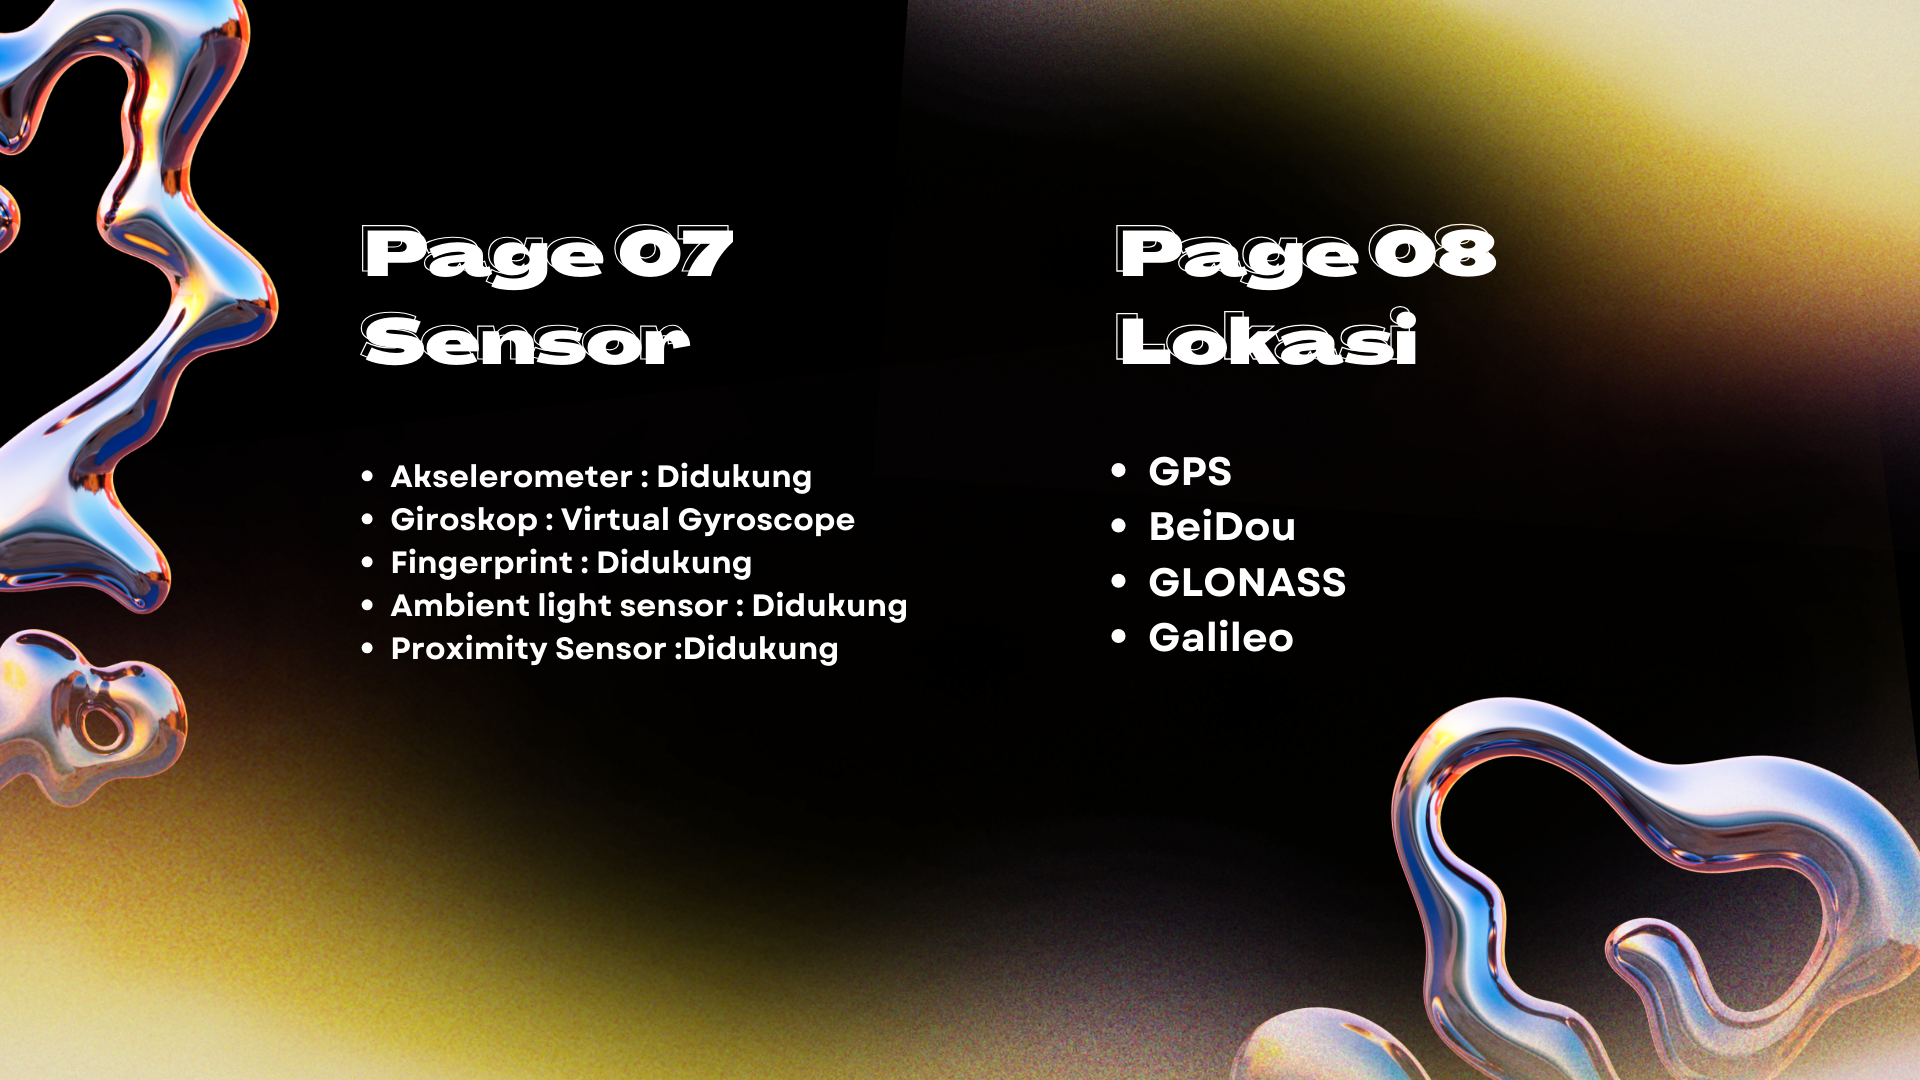 Page 07
Sensor
• Akselerometer : Didukung
• Giroskop : Virtual Gyroscope
• Fingerprint : Didukung
• Ambient light sensor : Didukung
• Proximity Sensor :Didukung
Page 08
Lokasi
• GPS
• BeiDou
• GLONASS
• Galileo